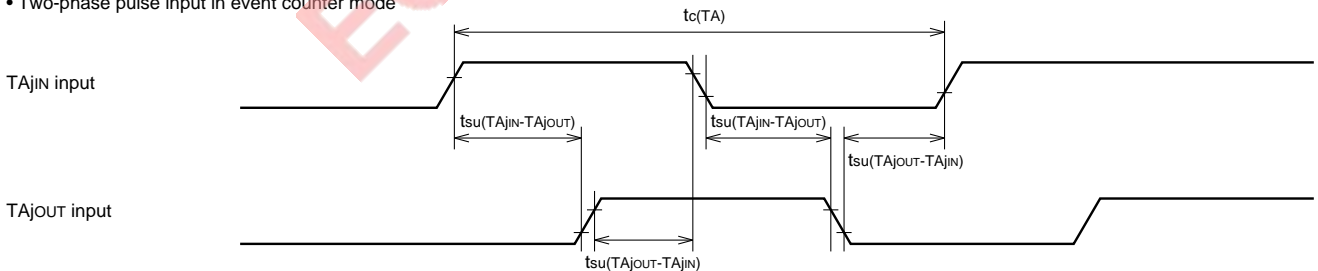 • Two-phase pulse input in event counter mode
tc(TA)
TAjIN input
tsu(TAjIN-TAjOUT)
tsu(TAjIN-TAjOUT)
tsu(TAjOUT-TAjIN)
TAjOUT input
tsu(TAjOUT-TAjIN)